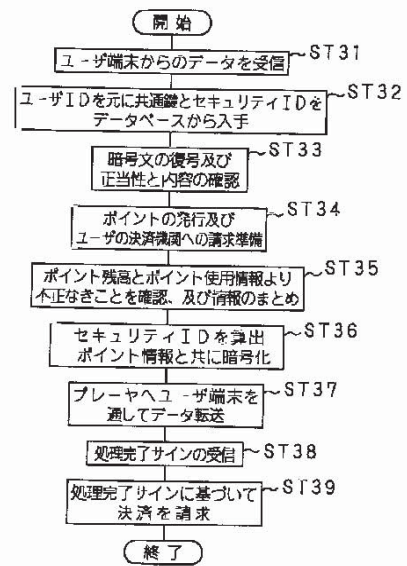 開始
ユーザ端末からのデータを受信
ST31
ユーザIDを元に共通鍵とセキュリティIDを
データベースから入手
ST32
暗号文の復号及び
正当性と内容の確認
ST33
ポイントの発行及び
ユーザの決済機関への請求準備
ST34
ポイント残高とポイント使用情報より
不正なきことを確認、及び情報のまとめ
ST35
セキュリティIDを算出
ポイント情報と共に暗号化
ST36
プレーヤへユーザ端末を
通してデータ転送
ST37
処理完了サインの受信
ST38
処理完了サインに基づいて
決済を請求
ST39
終了